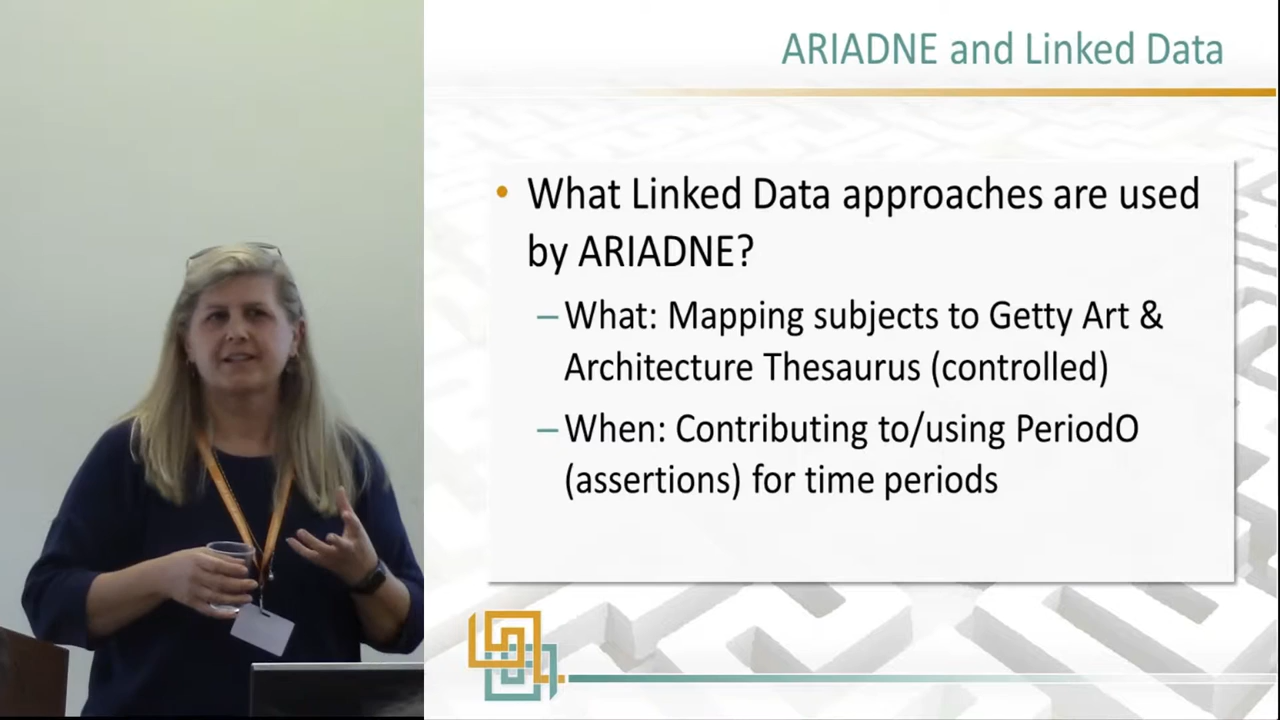 ARIADNE and Linked Data
• What Linked Data approaches are used
by ARIADNE?
–What: Mapping subjects to Getty Art &
Architecture Thesaurus (controlled)
–When: Contributing to/using PeriodO
(assertions) for time periods